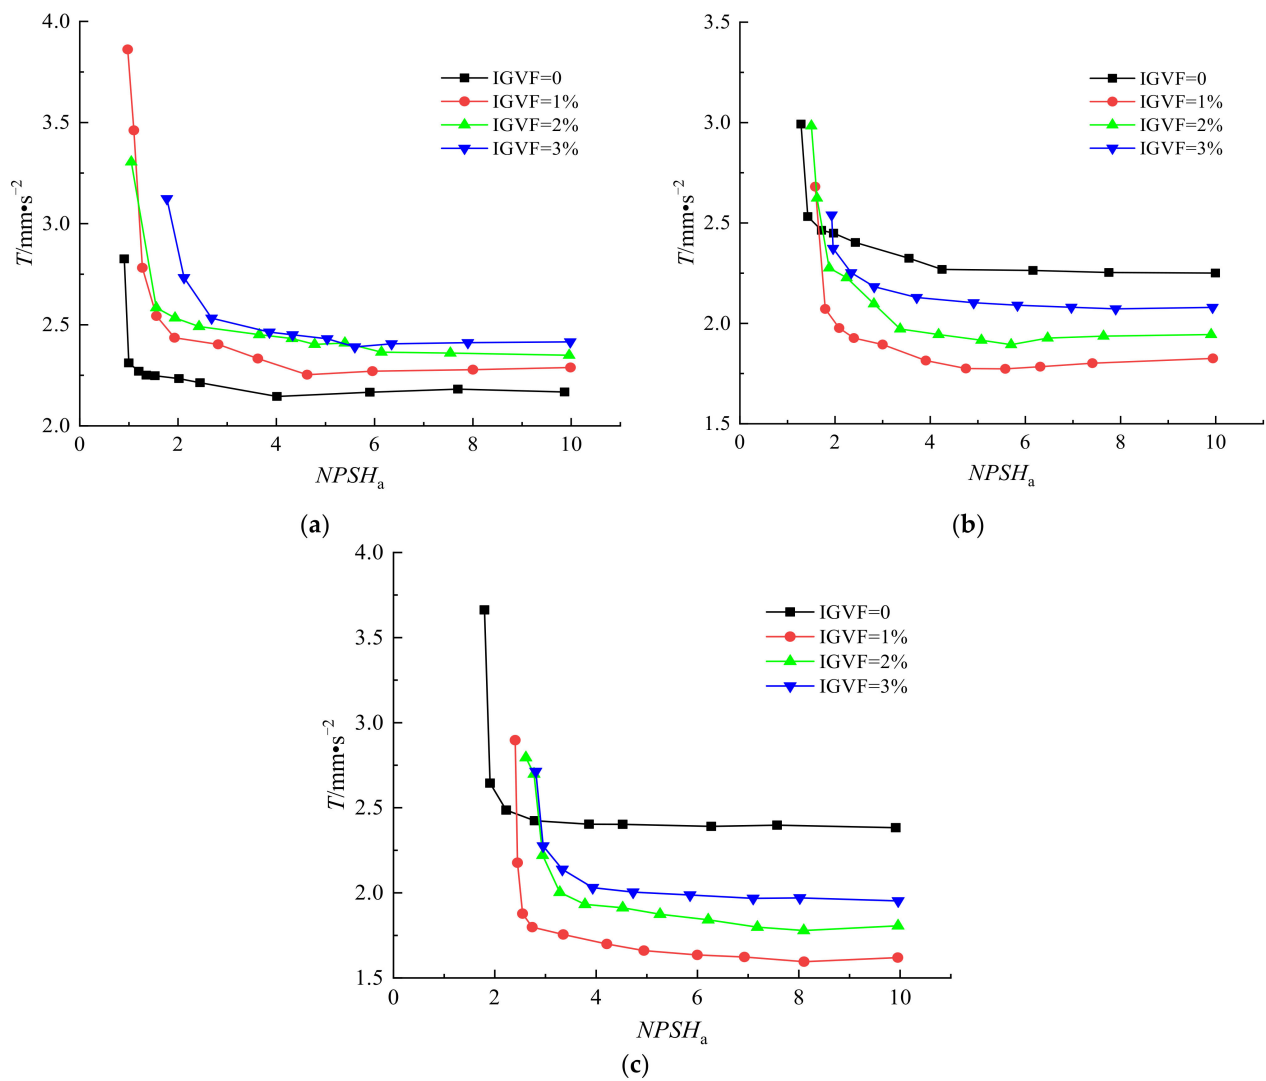 4.0
3.5
3.0
2.5
2.0
T/mm•s⁻²
0 2 4 6 8 10
NPSHa
IGVF=0
IGVF=1%
IGVF=2%
IGVF=3%
(a)
3.5
3.0
2.5
2.0
1.5
T/mm•s⁻²
0 2 4 6 8 10
NPSHa
IGVF=0
IGVF=1%
IGVF=2%
IGVF=3%
(b)
4.0
3.5
3.0
2.5
2.0
1.5
T/mm•s⁻²
0 2 4 6 8 10
NPSHa
IGVF=0
IGVF=1%
IGVF=2%
IGVF=3%
(c)